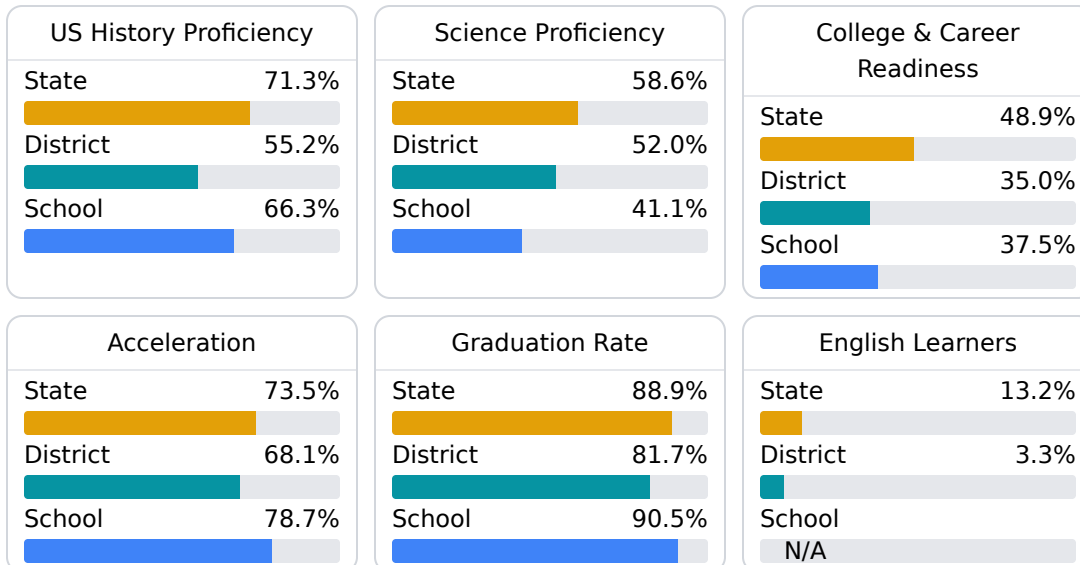 US History Proficiency
State 71.3%
District 55.2%
School 66.3%
Science Proficiency
State 58.6%
District 52.0%
School 41.1%
College & Career
Readiness
State 48.9%
District 35.0%
School 37.5%
Acceleration
State 73.5%
District 68.1%
School 78.7%
Graduation Rate
State 88.9%
District 81.7%
School 90.5%
English Learners
State 13.2%
District 3.3%
School
N/A